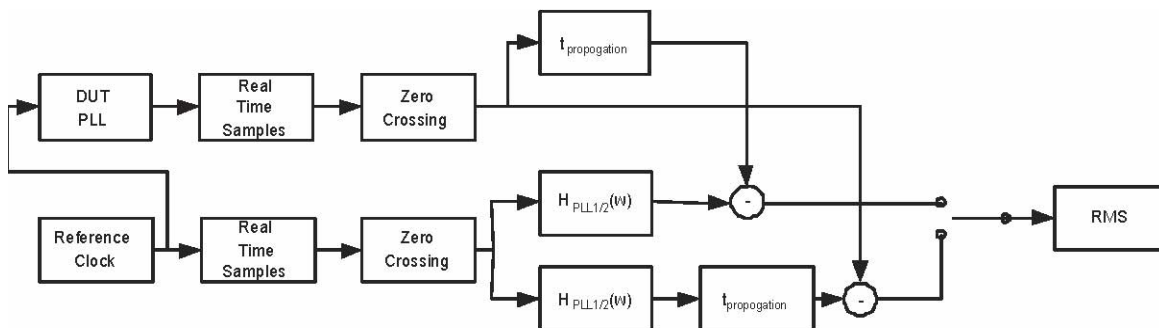 t propogation
DUT
PLL
Real
Time
Samples
Zero
Crossing
H PLL1/2(w)
-
Reference
Clock
Real
Time
Samples
Zero
Crossing
RMS
H PLL1/2(w)
t propogation
-